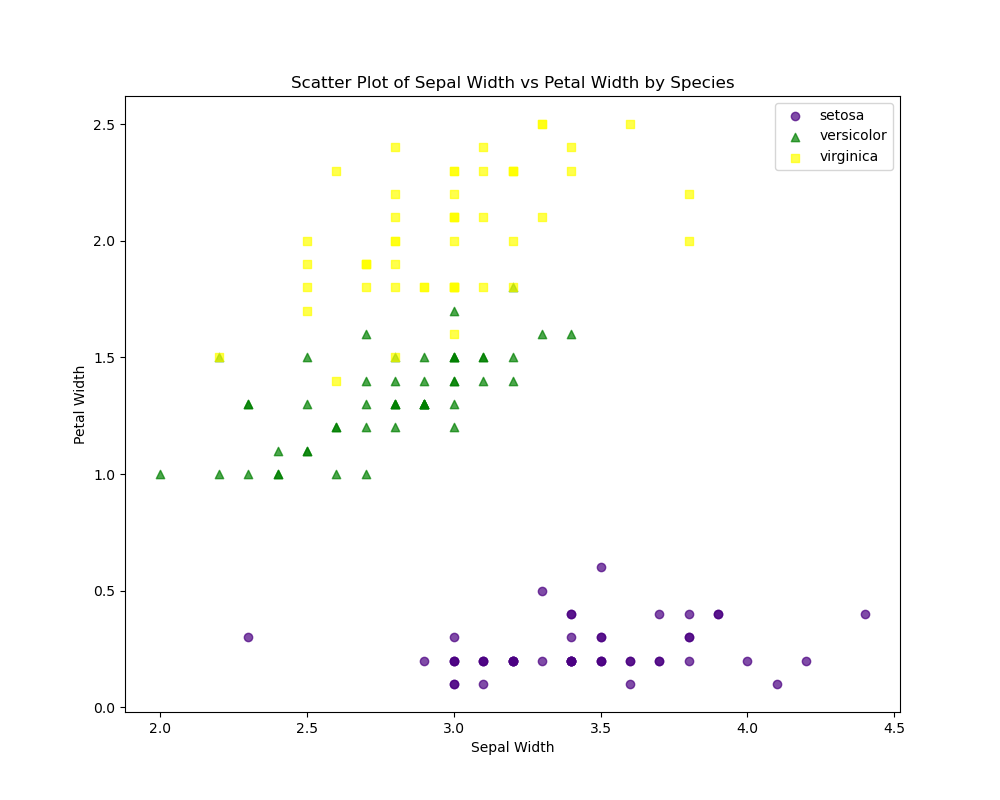 Scatter Plot of Sepal Width vs Petal Width by Species
setosa
versicolor
virginica
2.5
2.0
1.5
1.0
0.5
0.0
Petal Width
2.0 2.5 3.0 3.5 4.0 4.5
Sepal Width